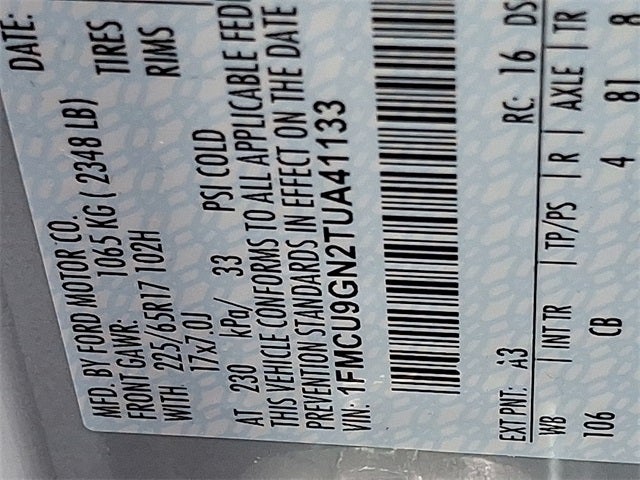 MFD. BY FORD MOTOR CO.
DATE:
FRONT GAWR: 1065 KG ( 2348 LB)
WITH 225/65R17 102H TIRES
17x7.0J RIMS
AT 230 kPa/ 33 PSI COLD
THIS VEHICLE CONFORMS TO ALL APPLICABLE FED
PREVENTION STANDARDS IN EFFECT ON THE DATE
VIN: 1FMCU9GN2TUA41133
EXT PNT: A3 RC: 16 DS
WB | INT TR | TP/PS | R | AXLE | TR
106 CB 4 81 8